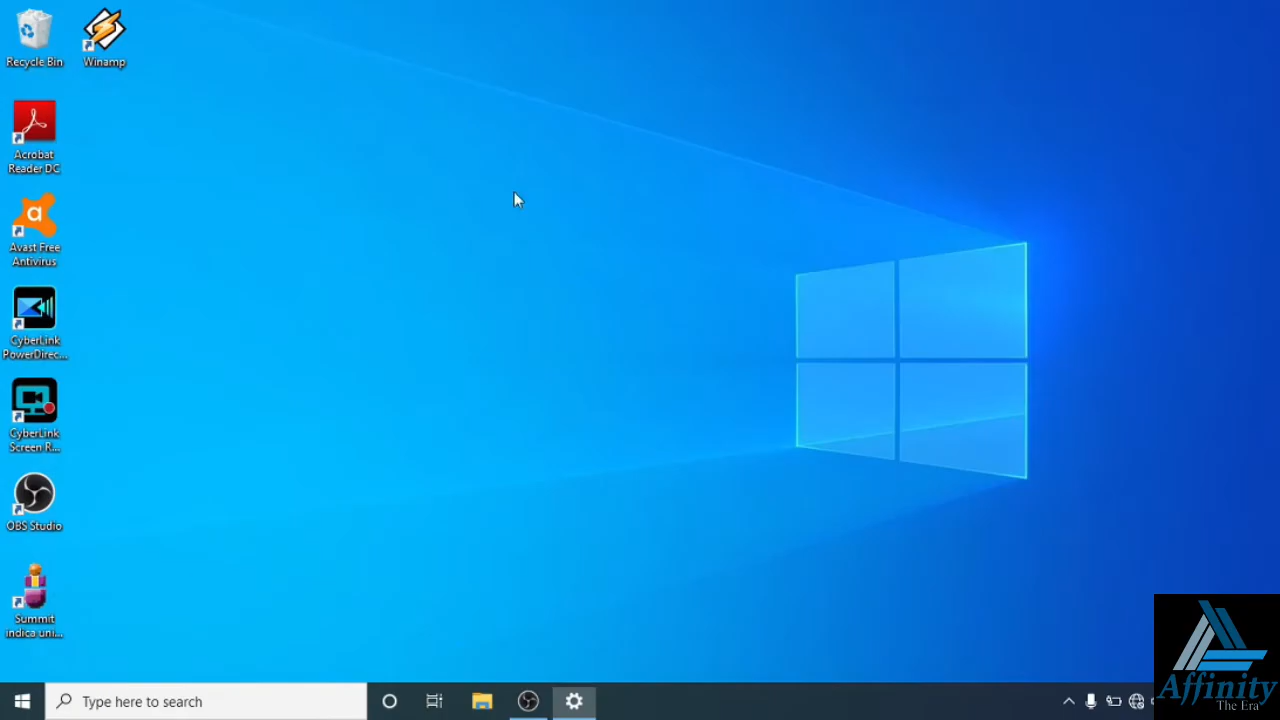 Recycle Bin
Winamp
Acrobat
Reader DC
Avast Free
Antivirus
CyberLink
PowerDirec...
CyberLink
Screen R...
OBS Studio
Summit
indica uni...
Type here to search
Affinity
The Era